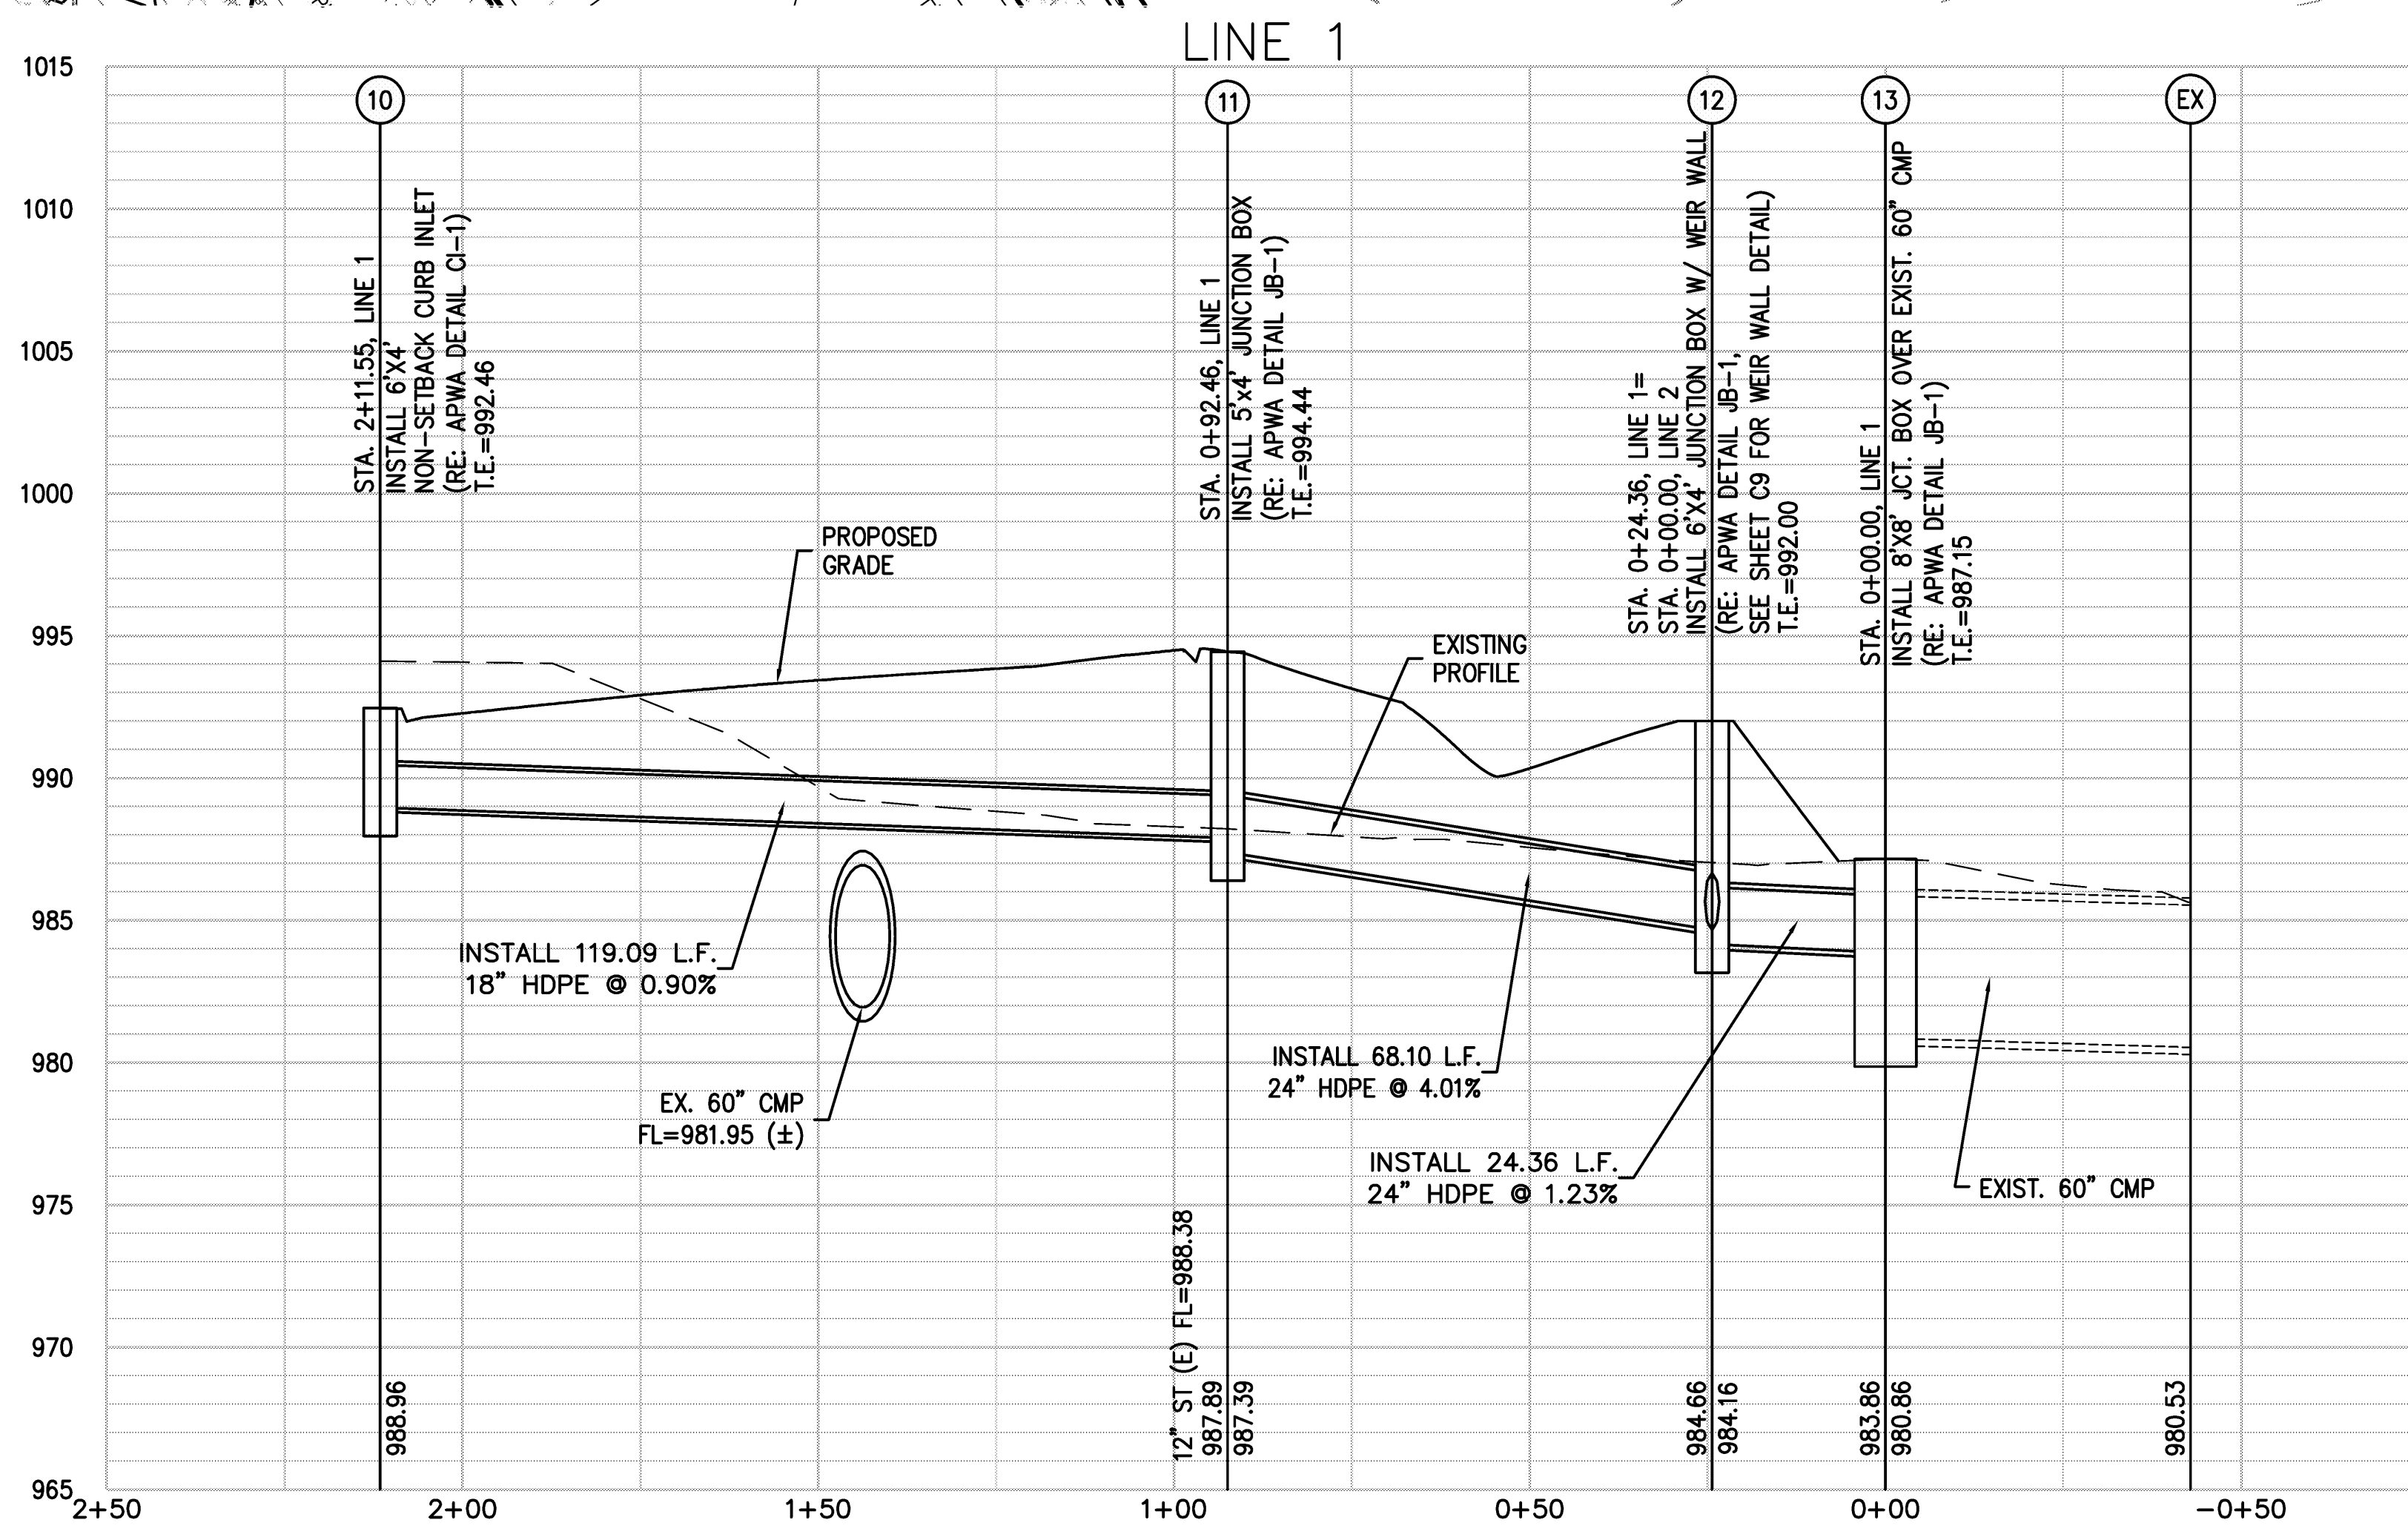 LINE 1
1015
1010
1005
1000
995
990
985
980
975
970
965
10
11
12
13
EX
STA. 2+11.55, LINE 1
INSTALL 6'X4'
NON-SETBACK CURB INLET
(RE: APWA DETAIL CI-1)
T.E.=992.46
STA. 0+92.46, LINE 1
INSTALL 5'x4' JUNCTION BOX
(RE: APWA DETAIL JB-1)
T.E.=994.44
STA. 0+24.36, LINE 1=
STA. 0+00.00, LINE 2
INSTALL 6'X4' JUNCTION BOX W/ WEIR WALL
(RE: APWA DETAIL JB-1,
SEE SHEET C9 FOR WEIR WALL DETAIL)
T.E.=992.00
STA. 0+00.00, LINE 1
INSTALL 8'X8' JCT. BOX OVER EXIST. 60" CMP
(RE: APWA DETAIL JB-1)
T.E.=987.15
PROPOSED
GRADE
EXISTING
PROFILE
INSTALL 119.09 L.F.
18" HDPE @ 0.90%
EX. 60" CMP
FL=981.95 (±)
INSTALL 68.10 L.F.
24" HDPE @ 4.01%
INSTALL 24.36 L.F.
24" HDPE @ 1.23%
EXIST. 60" CMP
988.96
12" ST (E) FL=988.38
987.89
987.39
984.66
984.16
983.86
980.86
980.53
2+50
2+00
1+50
1+00
0+50
0+00
-0+50